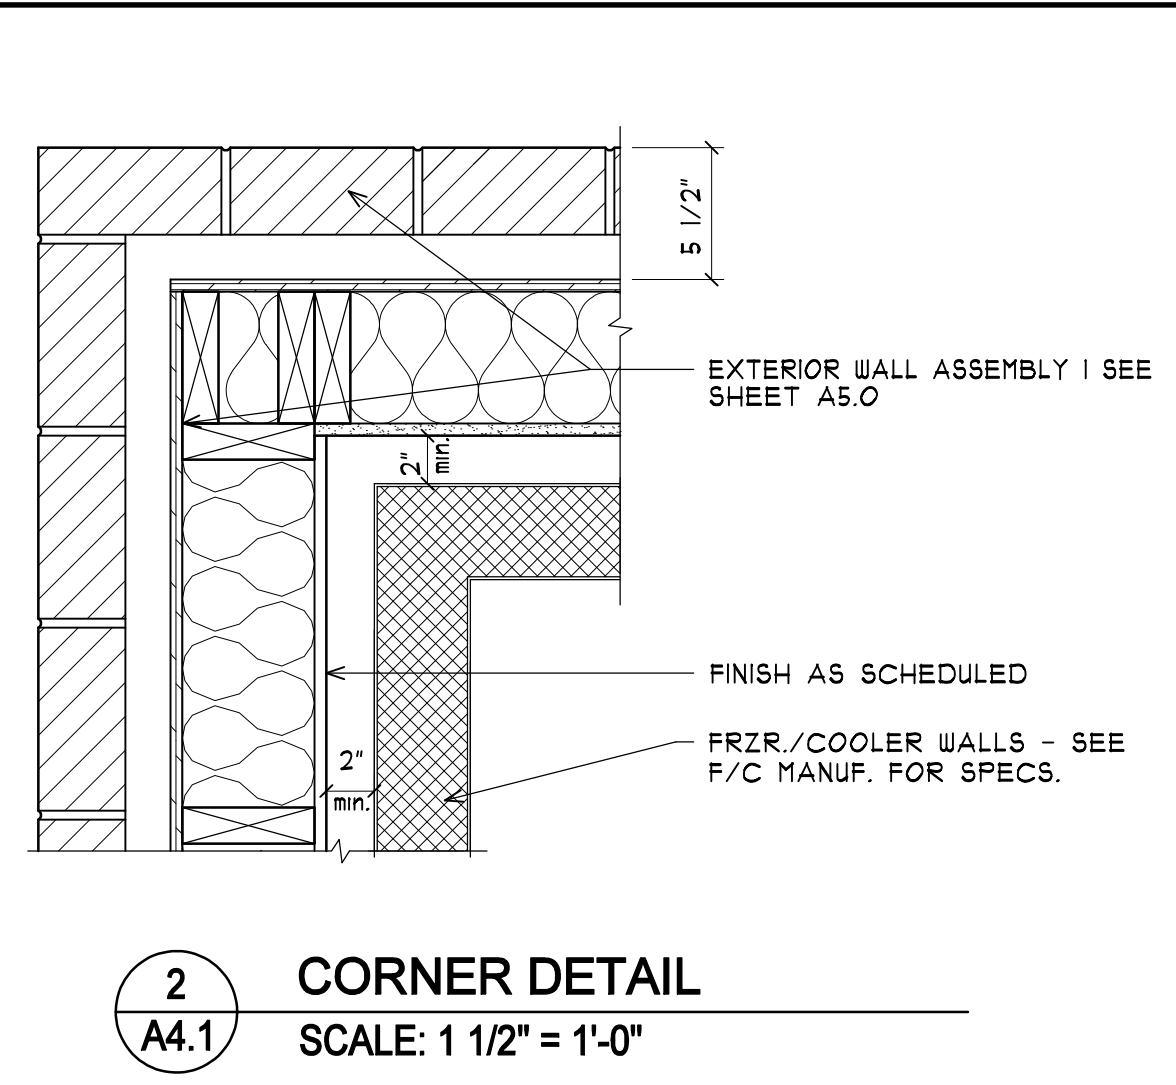 5 1/2"
EXTERIOR WALL ASSEMBLY 1 SEE
SHEET A5.0
2"
min.
FINISH AS SCHEDULED
FRZR./COOLER WALLS - SEE
F/C MANUF. FOR SPECS.
2"
min.
2
A4.1
CORNER DETAIL
SCALE: 1 1/2" = 1'-0"